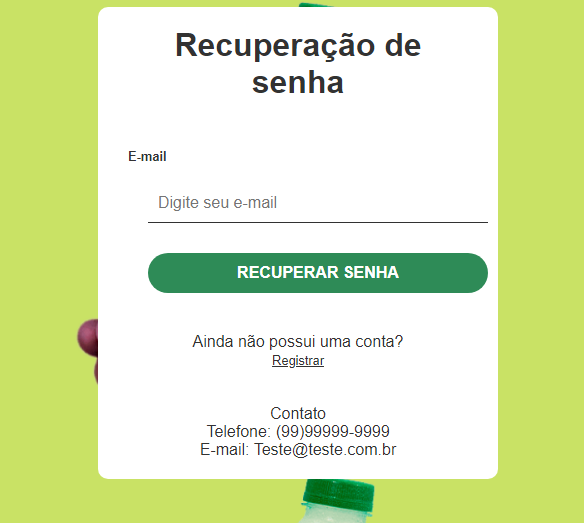 Recuperação de
senha
E-mail
Digite seu e-mail
RECUPERAR SENHA
Ainda não possui uma conta?
Registrar
Contato
Telefone: (99)99999-9999
E-mail: Teste@teste.com.br